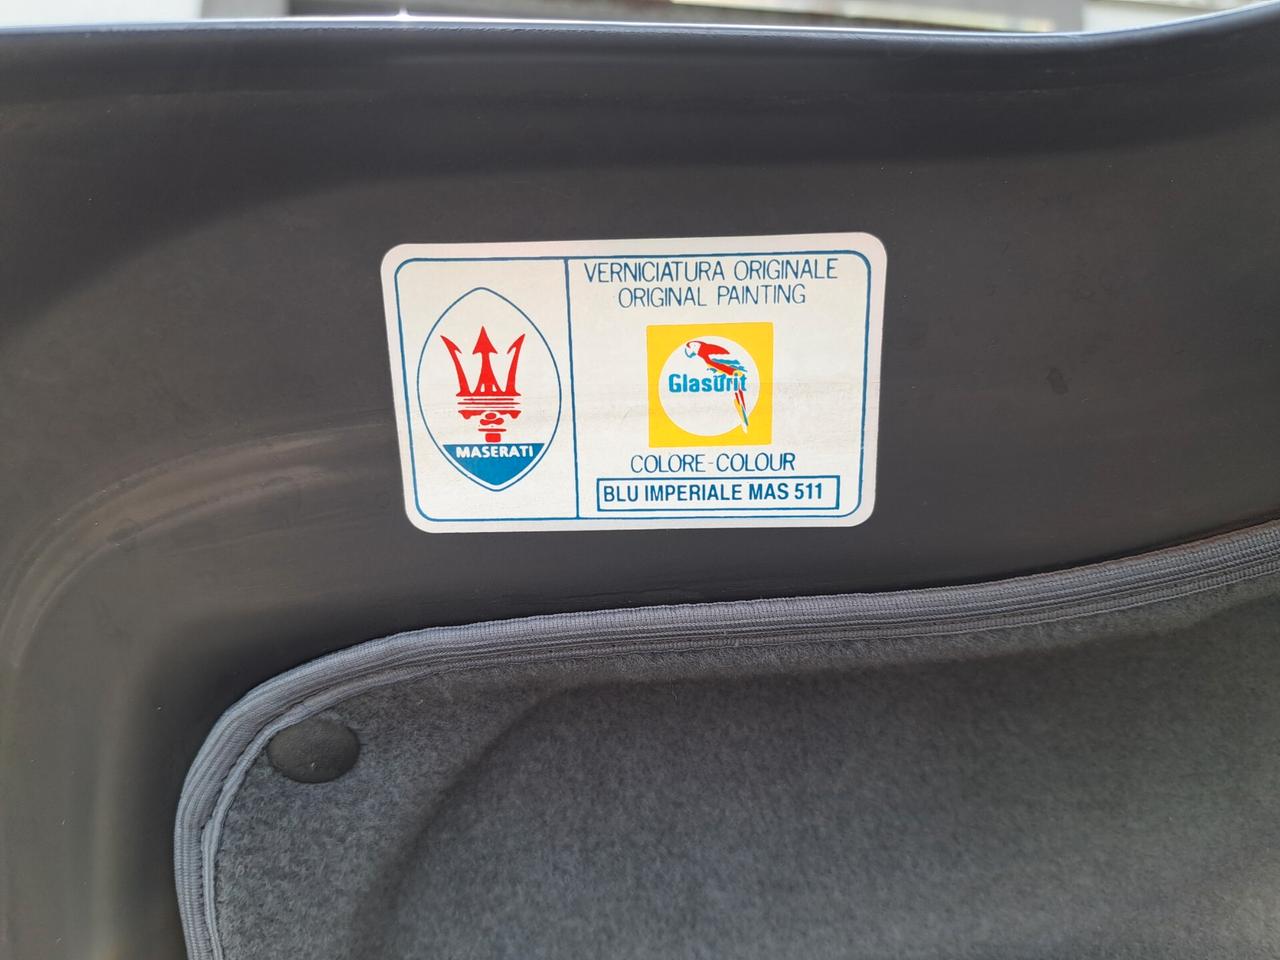 MASERATI
VERNICIATURA ORIGINALE
ORIGINAL PAINTING
Glasurit
COLORE-COLOUR
BLU IMPERIALE MAS 511